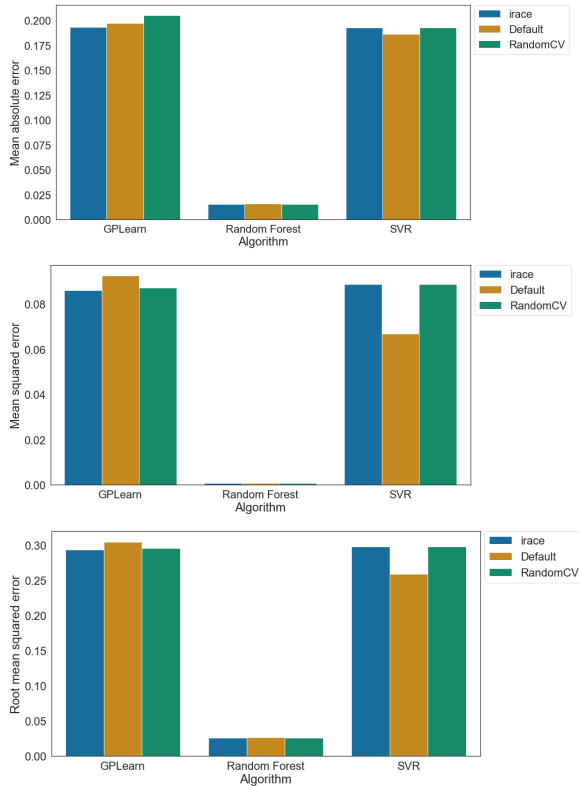 Mean absolute error
0.200
0.175
0.150
0.125
0.100
0.075
0.050
0.025
0.000
GPLearn
Random Forest
SVR
Algorithm
irace
Default
RandomCV
Mean squared error
0.08
0.06
0.04
0.02
0.00
GPLearn
Random Forest
SVR
Algorithm
irace
Default
RandomCV
Root mean squared error
0.30
0.25
0.20
0.15
0.10
0.05
0.00
GPLearn
Random Forest
SVR
Algorithm
irace
Default
RandomCV